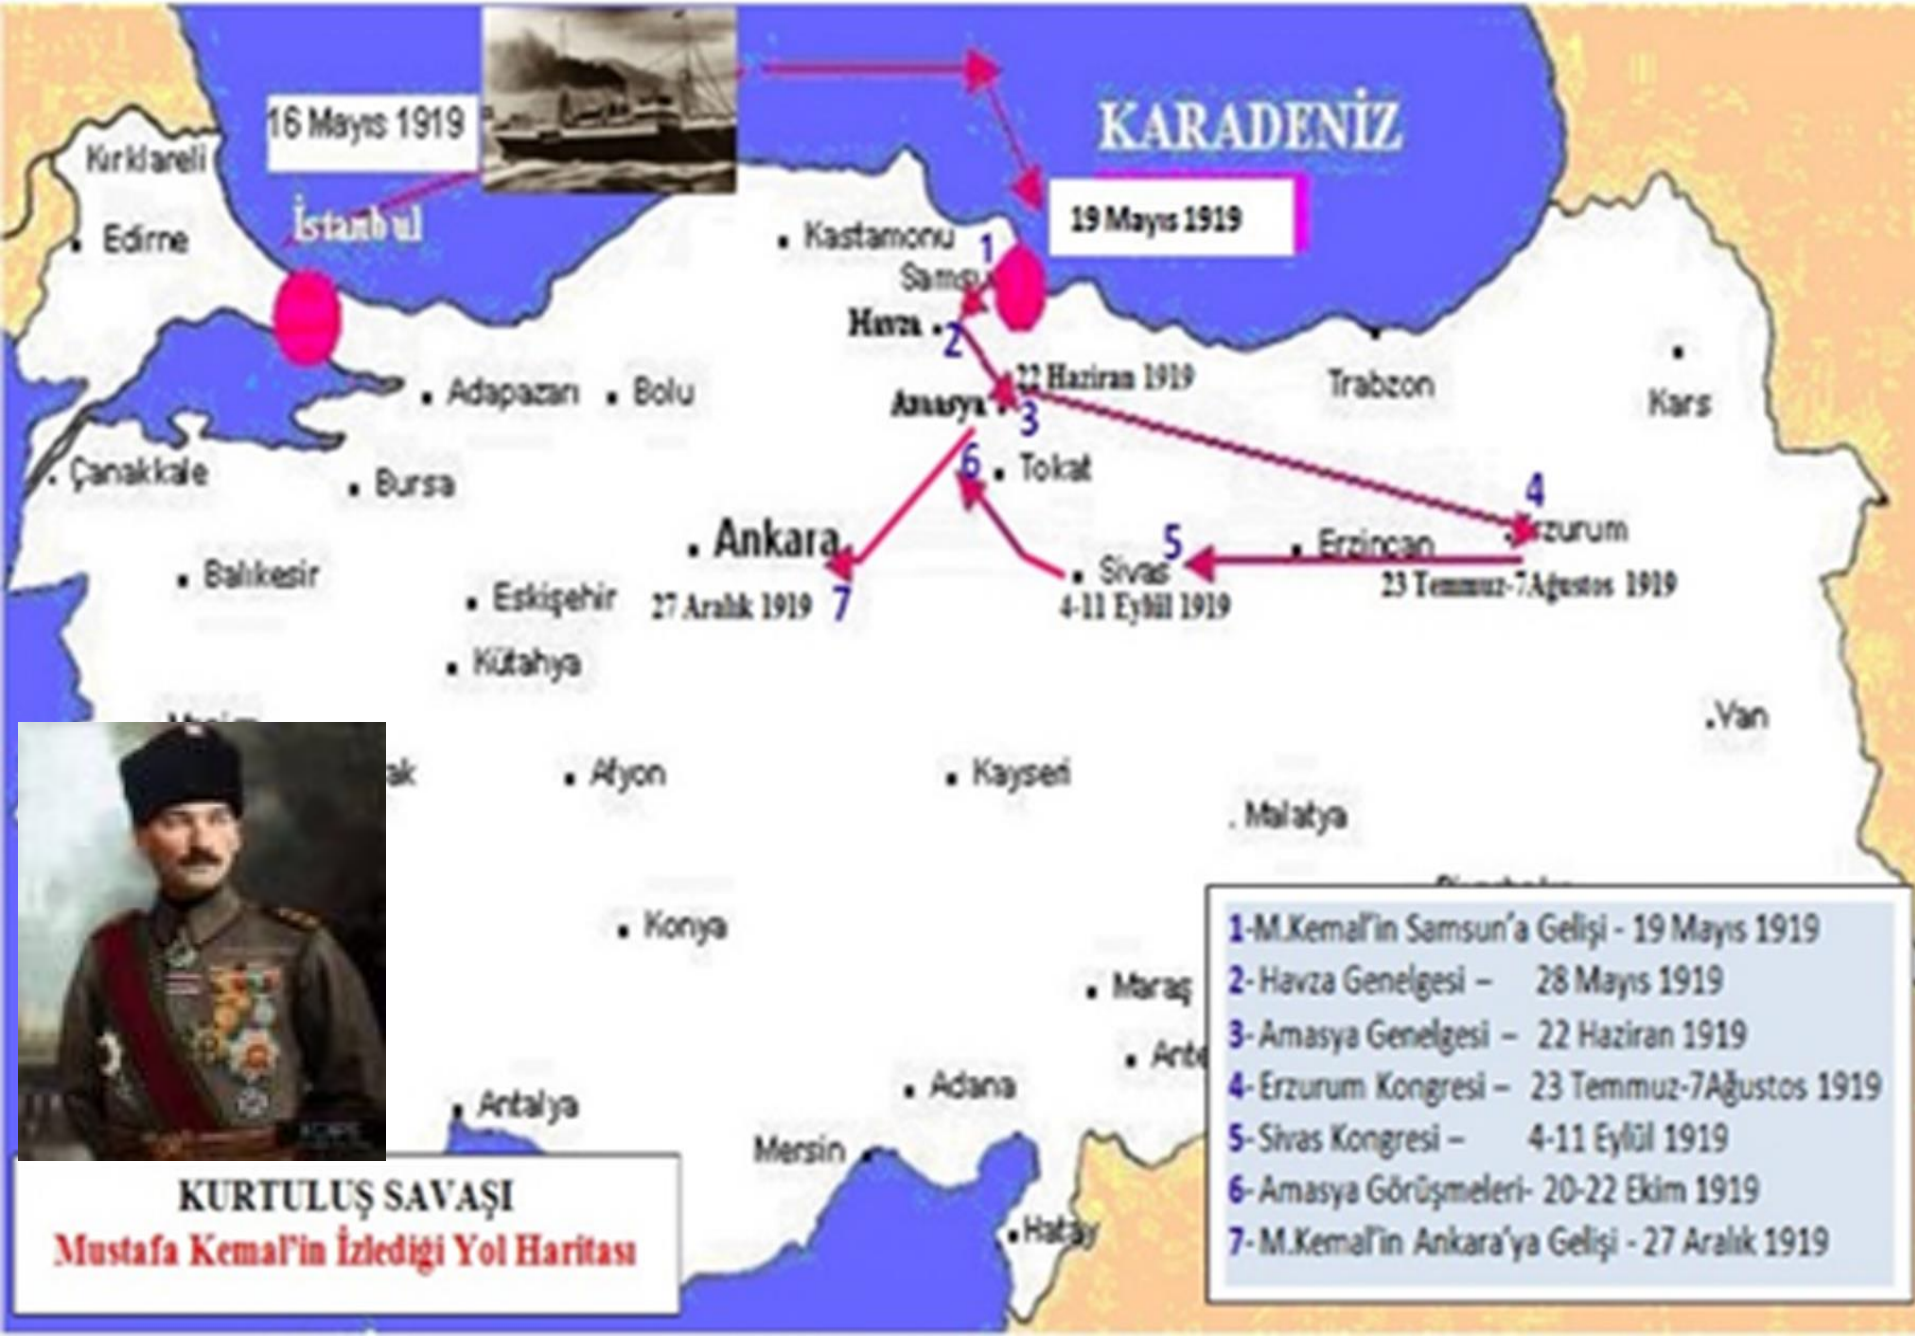 16 Mayıs 1919
KARADENİZ
Kırklareli
İstanbul
19 Mayıs 1919
Edirne
Kastamonu
1
Havza
2
22 Haziran 1919
Adapazarı
Bolu
Amasya
3
Trabzon
Kars
Çanakkale
Bursa
6
Tokat
4
Ankara
5
Erzincan
Balıkesir
Sivas
23 Temmuz-7Ağustos 1919
Eskişehir
27 Aralık 1919
7
4-11 Eylül 1919
Kütahya
Van
Afyon
Kayseri
Malatya
Konya
Maraş
Adana
Antalya
Mersin
Hatay
1-M.Kemal'in Samsun'a Gelişi - 19 Mayıs 1919
2- Havza Genelgesi – 28 Mayıs 1919
3- Amasya Genelgesi – 22 Haziran 1919
4- Erzurum Kongresi – 23 Temmuz-7Ağustos 1919
5- Sivas Kongresi – 4-11 Eylül 1919
6- Amasya Görüşmeleri- 20-22 Ekim 1919
7- M.Kemal'in Ankara'ya Gelişi - 27 Aralık 1919
KURTULUŞ SAVAŞI
Mustafa Kemal'in İzlediği Yol Haritası